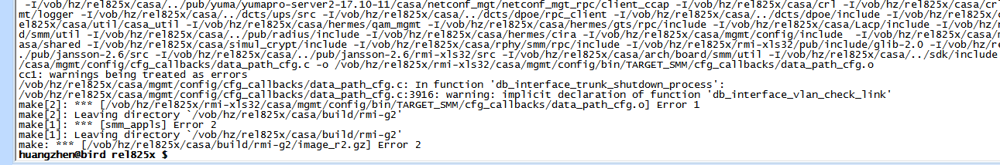 -I/vob/hz/rel825x/casa/../pub/yuma/yumapro-server2-17.10-11/casa/netconf_mgt/netconf_mgt_rpc/client_ccap -I/vob/hz/rel825x/casa/crl -I/vob/hz/rel825x/casa/cr
mt/logger -I/vob/hz/rel825x/casa/../dcts/ups/src -I/vob/hz/rel825x/casa/../dcts/dpoe/rpc_client -I/vob/hz/rel825x/casa/../dcts/dpoe/include -I/vob/hz/re
el825x/casa/util/casa_util -I/vob/hz/rel825x/casa/hermes/qam_mgmt -I/vob/hz/rel825x/casa/hermes/gts/rpc/include -I/vob/hz/rel825x/casa/Lacp/include -I/vob/hz/r
d/smm/util -I/vob/hz/rel825x/casa/../pub/radius/include -I/vob/hz/rel825x/casa/hermes/cira -I/vob/hz/rel825x/casa/mgmt/config/include -I/vob/hz/rel825x/casa/
asa/shared -I/vob/hz/rel825x/casa/simul_crypt/include -I/vob/hz/rel825x/casa/rphy/smm/rpc/include -I/vob/hz/rel825x/rmi-xls32/pub/include/glib-2.0 -I/vob/hz/re
./pub/jansson-2.6/src -I/vob/hz/rel825x/casa/../pub/jansson-2.6/rmi-xls32/src -I/vob/hz/rel825x/casa/arch/board/smm/util -I/vob/hz/rel825x/casa/../sdk/include
/casa/mgmt/config/cfg_callbacks/data_path_cfg.c -o /vob/hz/rel825x/rmi-xls32/casa/mgmt/config/bin/TARGET_SMM/cfg_callbacks/data_path_cfg.o
cc1: warnings being treated as errors
/vob/hz/rel825x/casa/mgmt/config/cfg_callbacks/data_path_cfg.c: In function 'db_interface_trunk_shutdown_process':
/vob/hz/rel825x/casa/mgmt/config/cfg_callbacks/data_path_cfg.c:3916: warning: implicit declaration of function 'db_interface_vlan_check_link'
make[2]: *** [/vob/hz/rel825x/rmi-xls32/casa/mgmt/config/bin/TARGET_SMM/cfg_callbacks/data_path_cfg.o] Error 1
make[2]: Leaving directory `/vob/hz/rel825x/casa/build/rmi-g2'
make[1]: *** [smm_appls] Error 2
make[1]: Leaving directory `/vob/hz/rel825x/casa/build/rmi-g2'
make: *** [/vob/hz/rel825x/casa/build/rmi-g2/image_r2.gz] Error 2
huangzhen@bird rel825x $